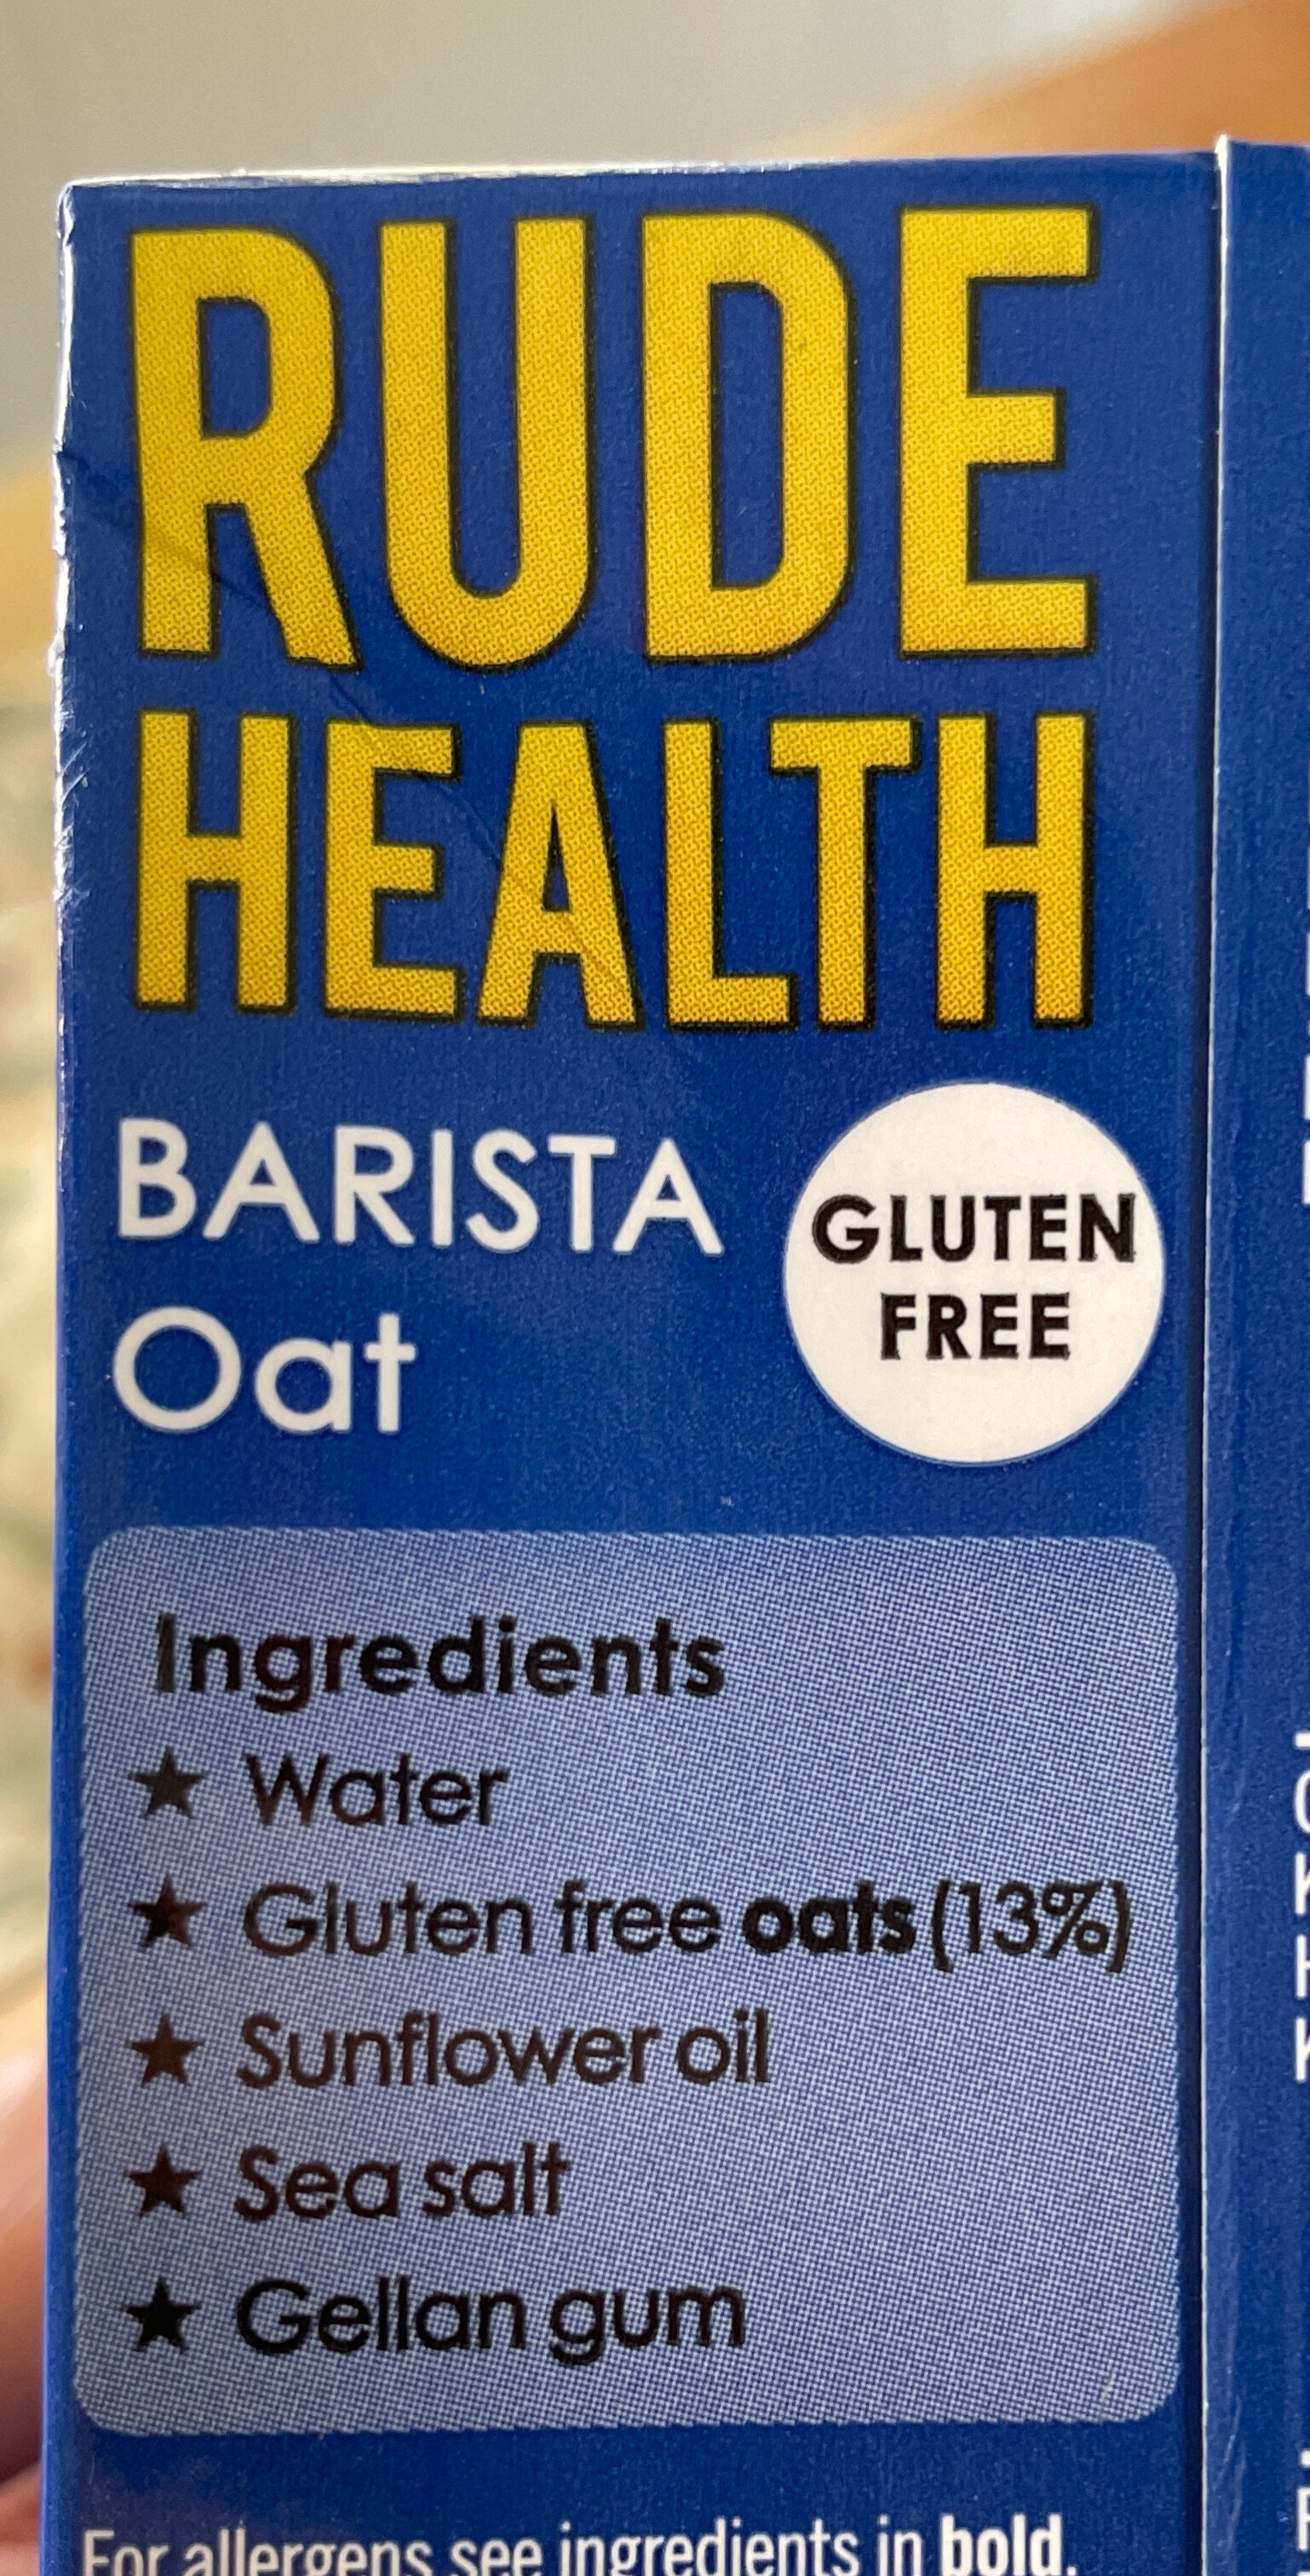 RUDE
HEALTH
BARISTA
Oat
GLUTEN
FREE
Ingredients
★ Water
★ Gluten free oats (13%)
★ Sunflower oil
★ Sea salt
★ Gellan gum
For allergens see ingredients in bold.